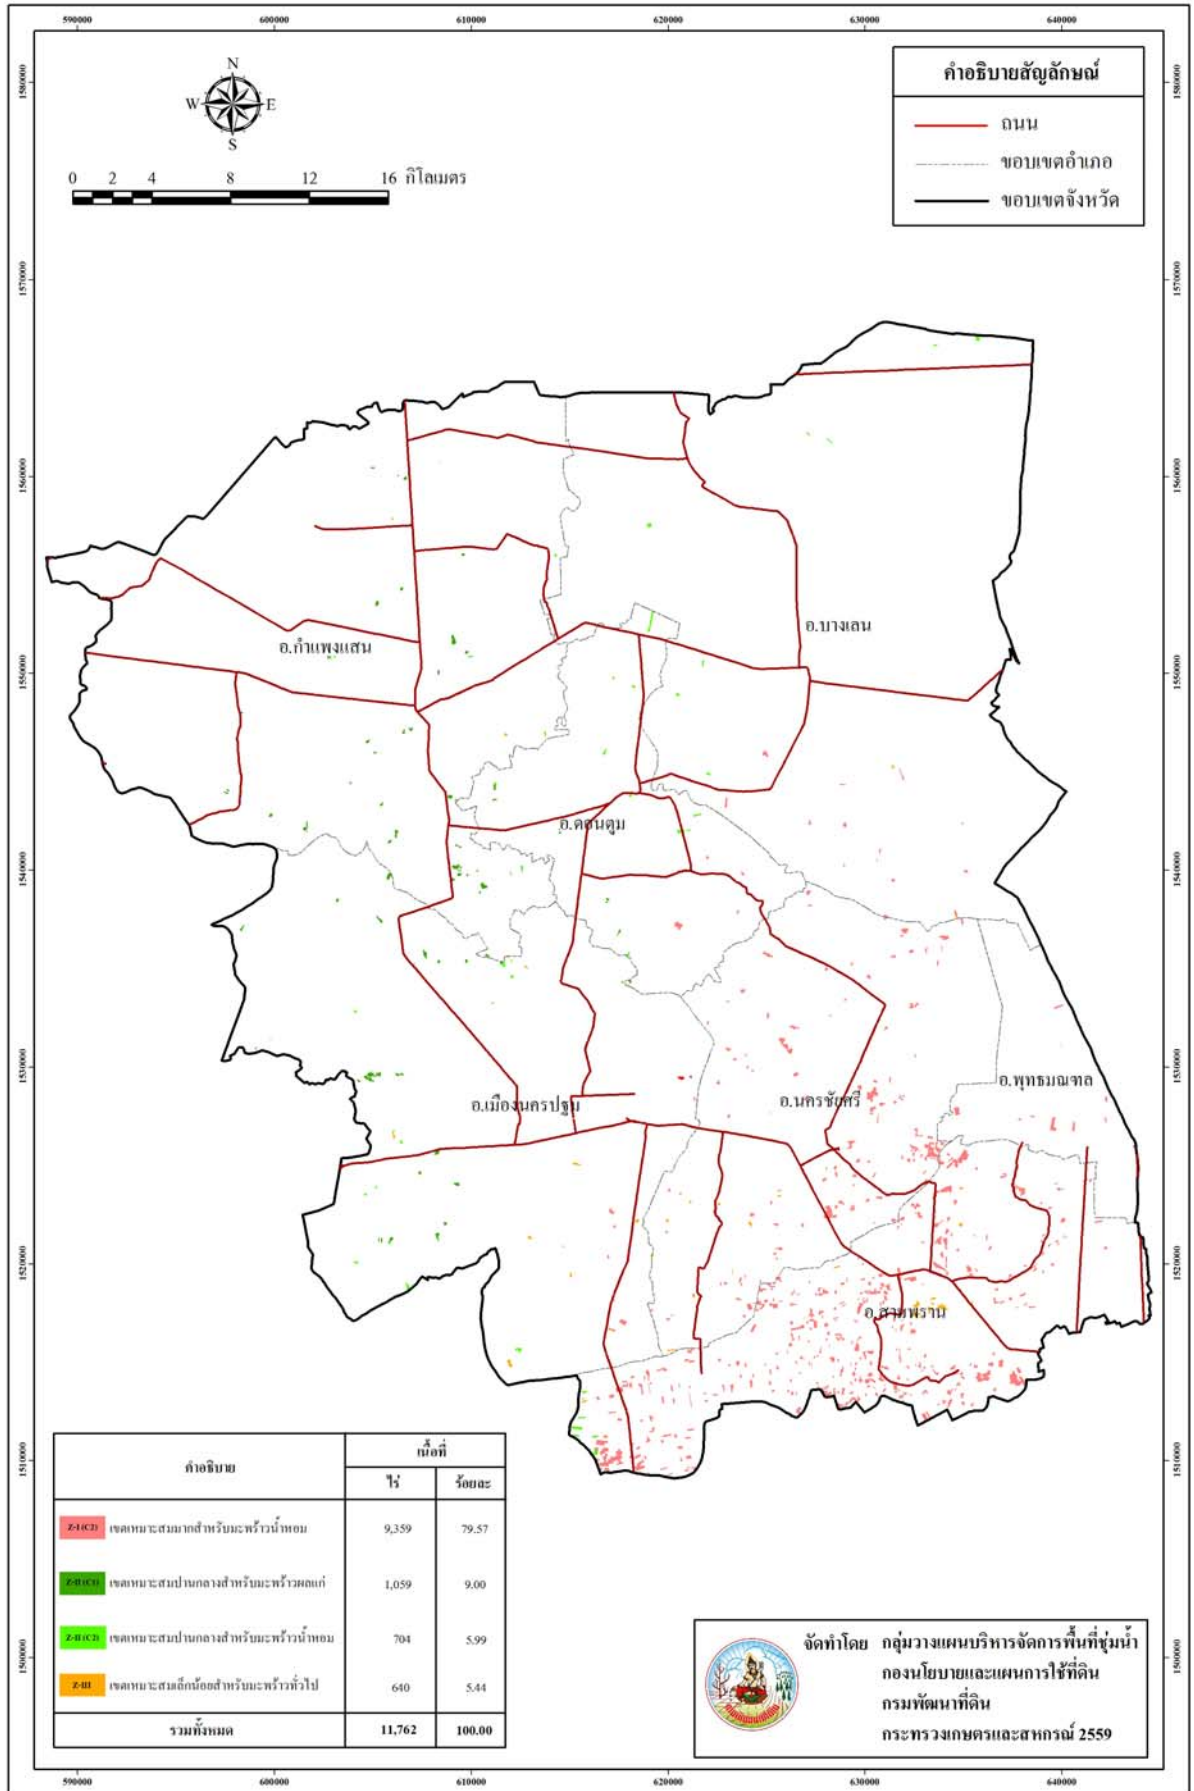 590000 600000 610000 620000 630000 640000
1580000 1580000
1570000 1570000
1560000 1560000
1550000 1550000
1540000 1540000
1530000 1530000
1520000 1520000
1510000 1510000
1500000 1500000
N
W E
S
0 2 4 8 12 16 กิโลเมตร
คำอธิบายสัญลักษณ์
ถนน
ขอบเขตอำเภอ
ขอบเขตจังหวัด
อ.บางเลน
อ.กำแพงแสน
อ.ดอนตูม
อ.พุทธมณฑล
อ.เมืองนครปฐม
อ.นครชัยศรี
อ.สามพราน
คำอธิบาย เนื้อที่
ไร่ ร้อยละ
Z-I (C2) เขตเหมาะสมมากสำหรับมะพร้าวน้ำหอม 9,359 79.57
Z-II (C1) เขตเหมาะสมปานกลางสำหรับมะพร้าวผลแก่ 1,059 9.00
Z-II (C2) เขตเหมาะสมปานกลางสำหรับมะพร้าวน้ำหอม 704 5.99
Z-III เขตเหมาะสมเล็กน้อยสำหรับมะพร้าวทั่วไป 640 5.44
รวมทั้งหมด 11,762 100.00
จัดทำโดย กลุ่มวางแผนบริหารจัดการพื้นที่ชุ่มน้ำ
กองนโยบายและแผนการใช้ที่ดิน
กรมพัฒนาที่ดิน
กระทรวงเกษตรและสหกรณ์ 2559
590000 600000 610000 620000 630000 640000